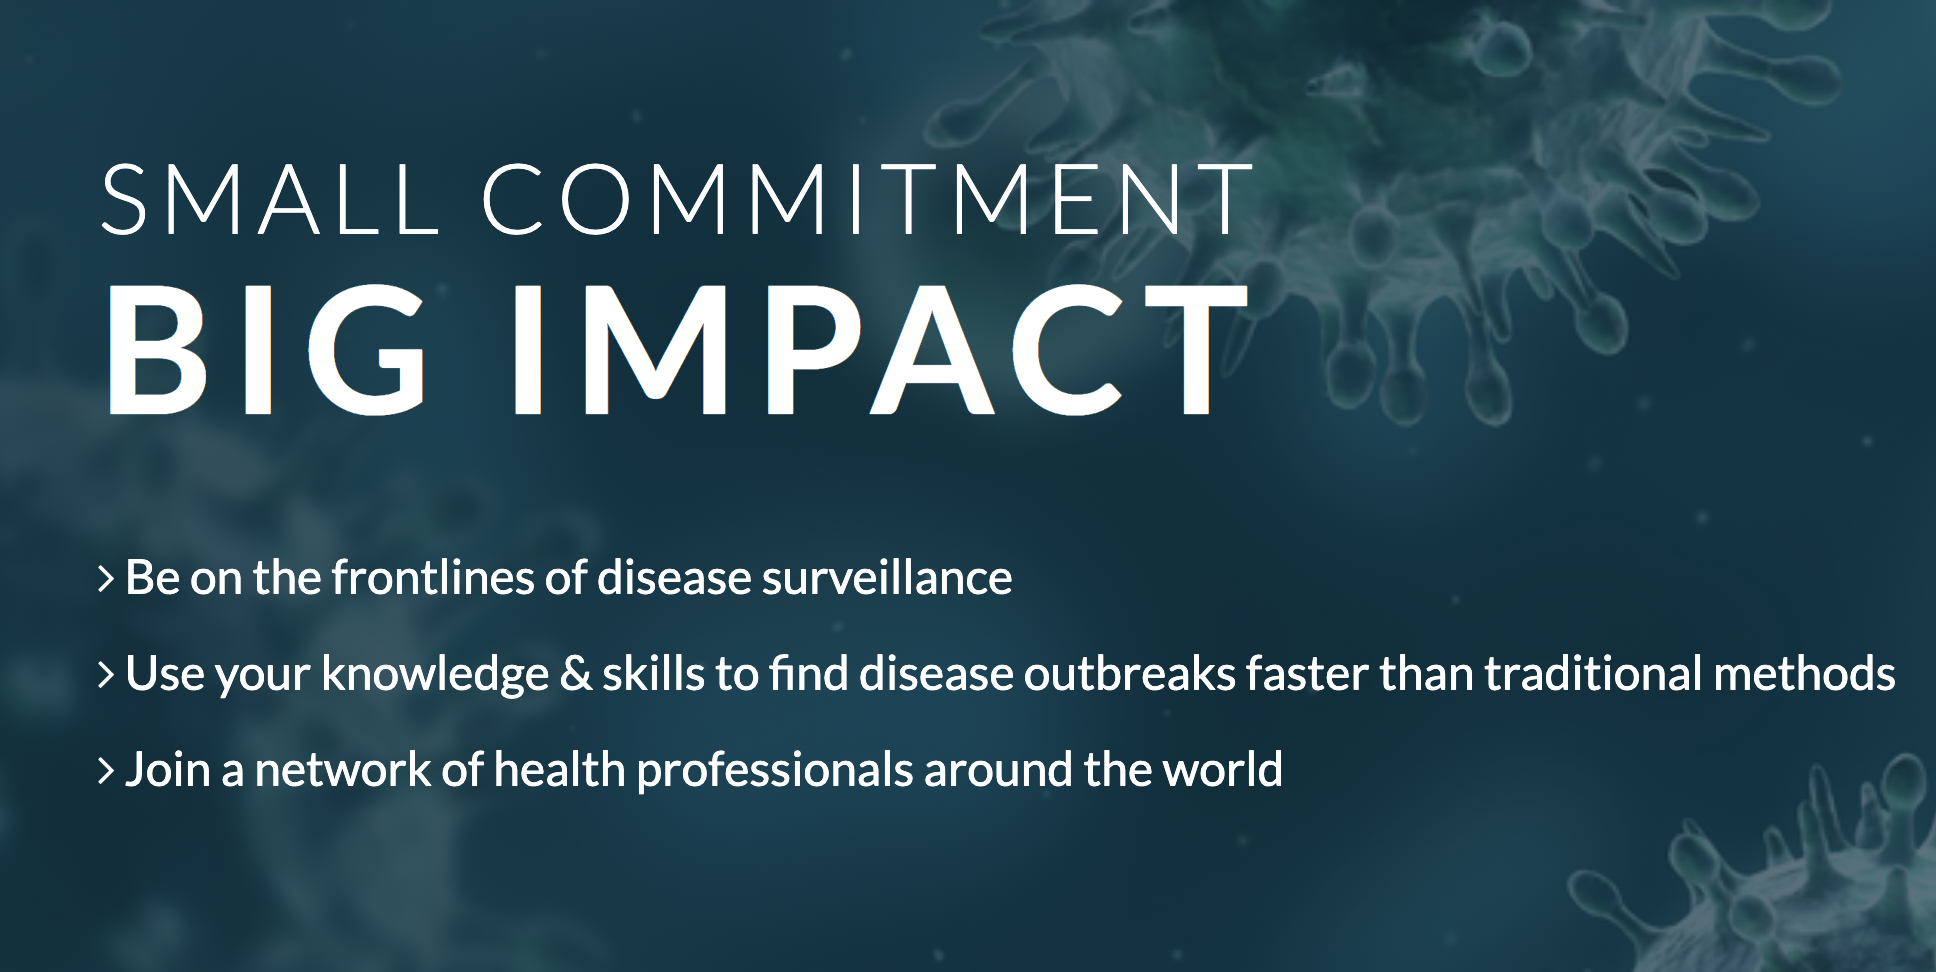 SMALL COMMITMENT
BIG IMPACT
> Be on the frontlines of disease surveillance
> Use your knowledge & skills to find disease outbreaks faster than traditional methods
> Join a network of health professionals around the world